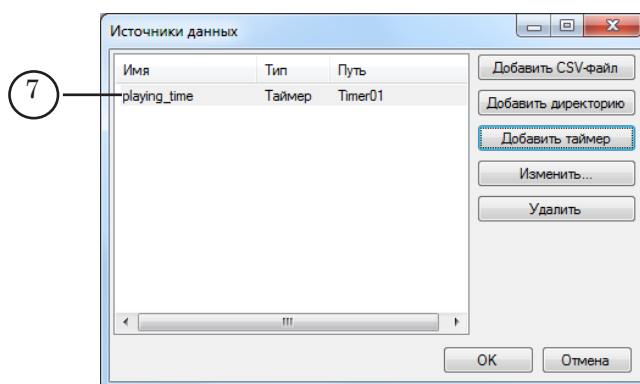 Источники данных
Имя Тип Путь
7
playing_time Таймер Timer01
Добавить CSV-файл
Добавить директорию
Добавить таймер
Изменить...
Удалить
OK Отмена